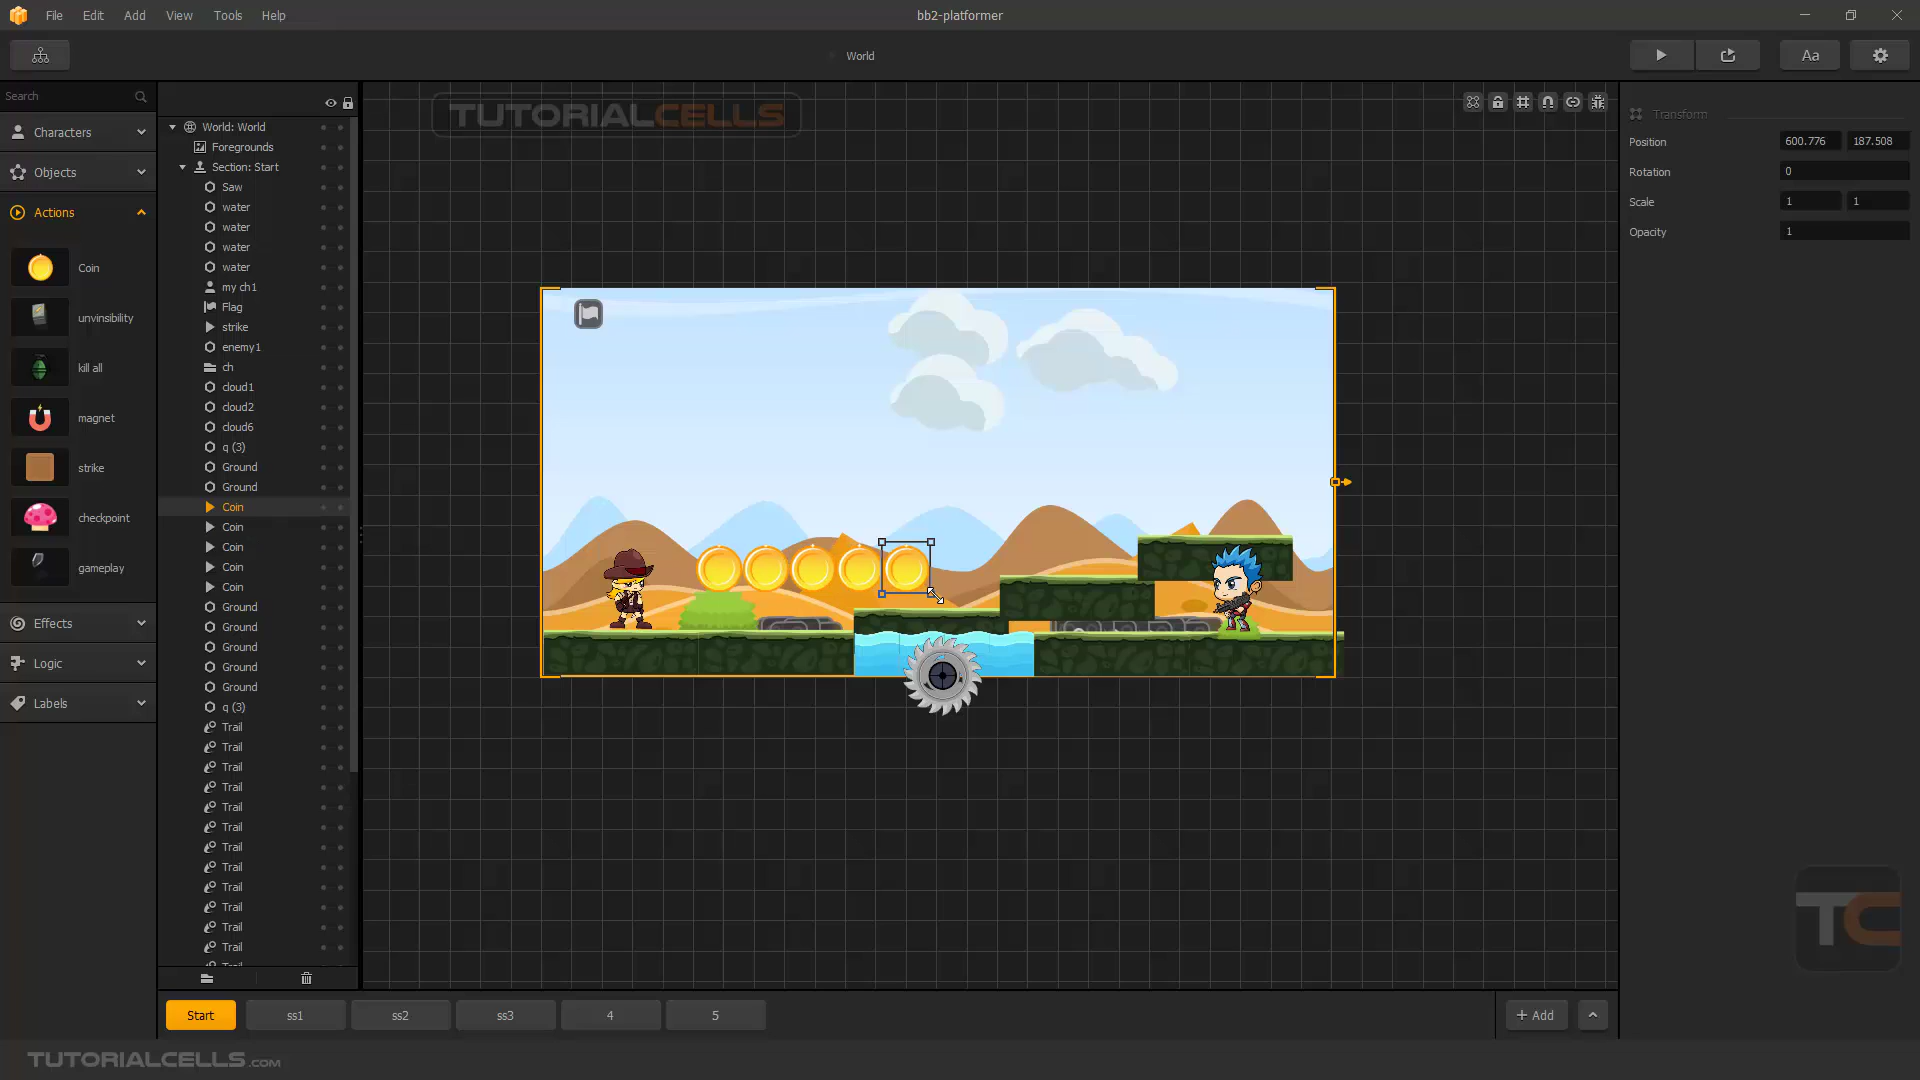 File Edit Add View Tools Help
bb2-platformer
World
Aa
Search
Characters
Objects
Actions
Coin
unvinsibility
kill all
magnet
strike
checkpoint
gameplay
Effects
Logic
Labels
World: World
Foregrounds
Section: Start
Saw
water
water
water
water
my ch1
Flag
strike
enemy1
ch
cloud1
cloud2
cloud6
q (3)
Ground
Ground
Coin
Coin
Coin
Coin
Coin
Ground
Ground
Ground
Ground
Ground
q (3)
Trail
Trail
Trail
Trail
Trail
Trail
Trail
Trail
Trail
Trail
Trail
Trail
TUTORIALCELLS
Transform
Position 600.776 187.508
Rotation 0
Scale 1 1
Opacity 1
TC
Start ss1 ss2 ss3 4 5
+ Add
TUTORIALCELLS.COM